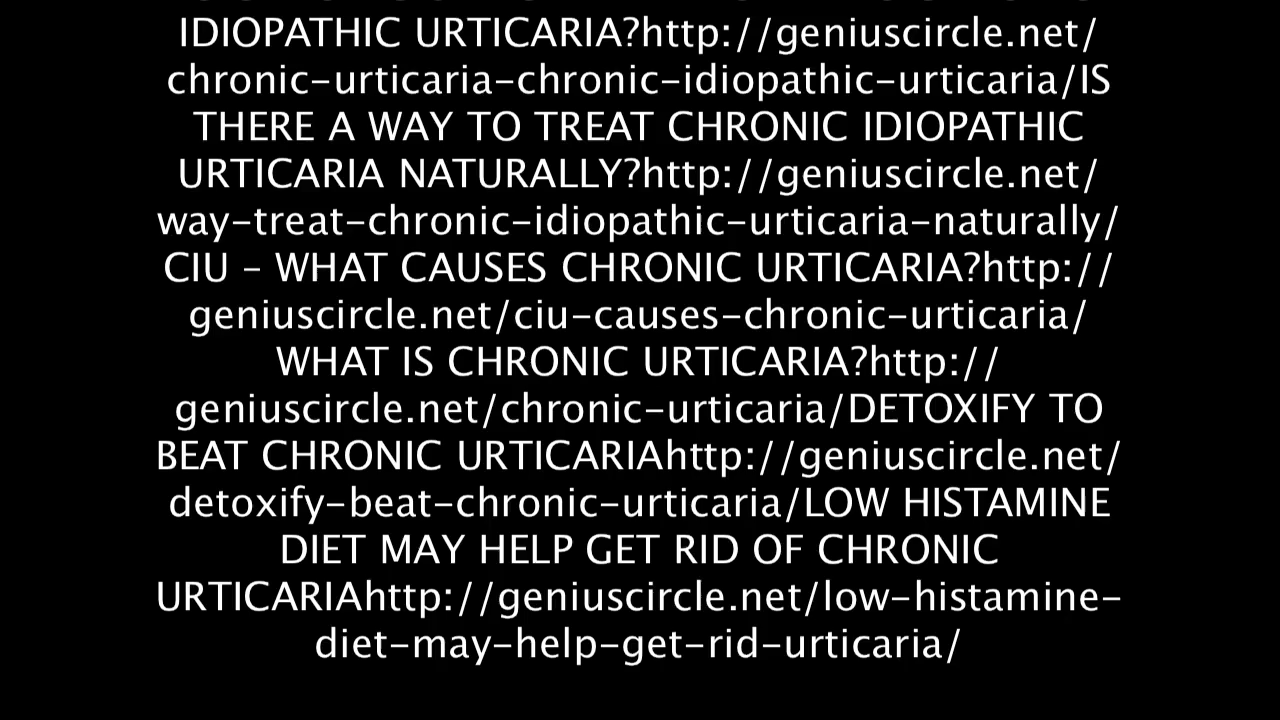 IDIOPATHIC URTICARIA?http://geniuscircle.net/
chronic-urticaria-chronic-idiopathic-urticaria/IS
THERE A WAY TO TREAT CHRONIC IDIOPATHIC
URTICARIA NATURALLY?http://geniuscircle.net/
way-treat-chronic-idiopathic-urticaria-naturally/
CIU – WHAT CAUSES CHRONIC URTICARIA?http://
geniuscircle.net/ciu-causes-chronic-urticaria/
WHAT IS CHRONIC URTICARIA?http://
geniuscircle.net/chronic-urticaria/DETOXIFY TO
BEAT CHRONIC URTICARIAhttp://geniuscircle.net/
detoxify-beat-chronic-urticaria/LOW HISTAMINE
DIET MAY HELP GET RID OF CHRONIC
URTICARIAhttp://geniuscircle.net/low-histamine-
diet-may-help-get-rid-urticaria/